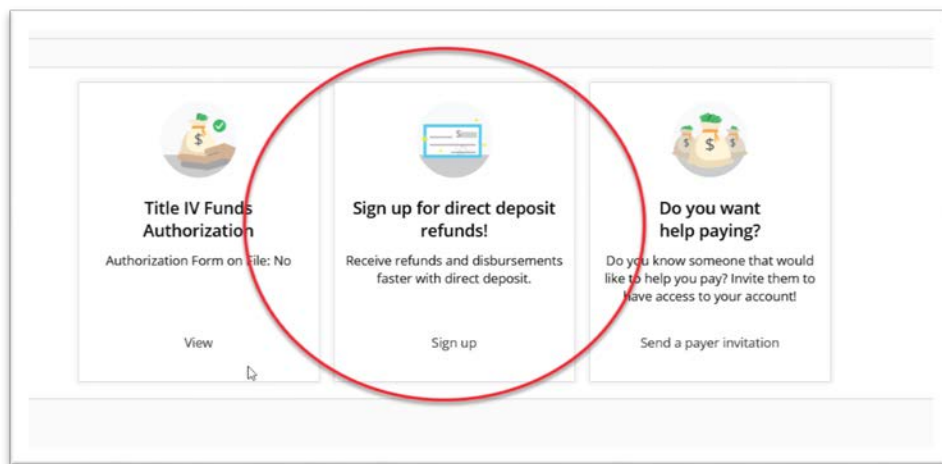 Title IV Funds
Authorization
Authorization Form on File: No
View
Sign up for direct deposit
refunds!
Receive refunds and disbursements
faster with direct deposit.
Sign up
Do you want
help paying?
Do you know someone that would
like to help you pay? Invite them to
have access to your account!
Send a payer invitation